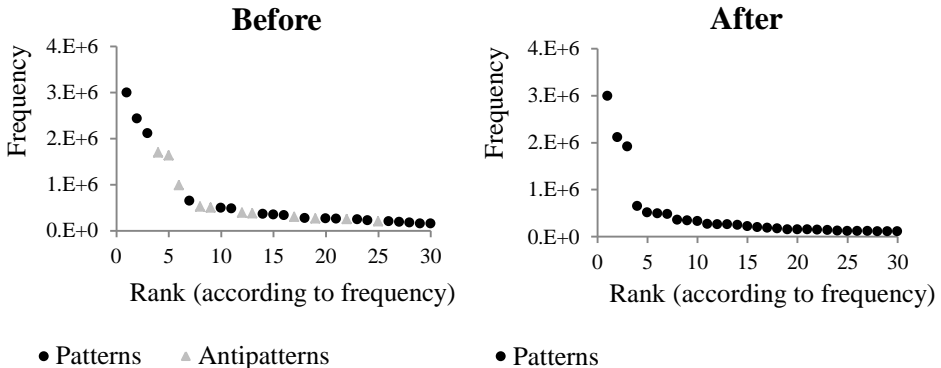 Before
Frequency
4.E+6
3.E+6
2.E+6
1.E+6
0.E+0
0 5 10 15 20 25 30
Rank (according to frequency)
Patterns Antipatterns
After
Frequency
4.E+6
3.E+6
2.E+6
1.E+6
0.E+0
0 5 10 15 20 25 30
Rank (according to frequency)
Patterns